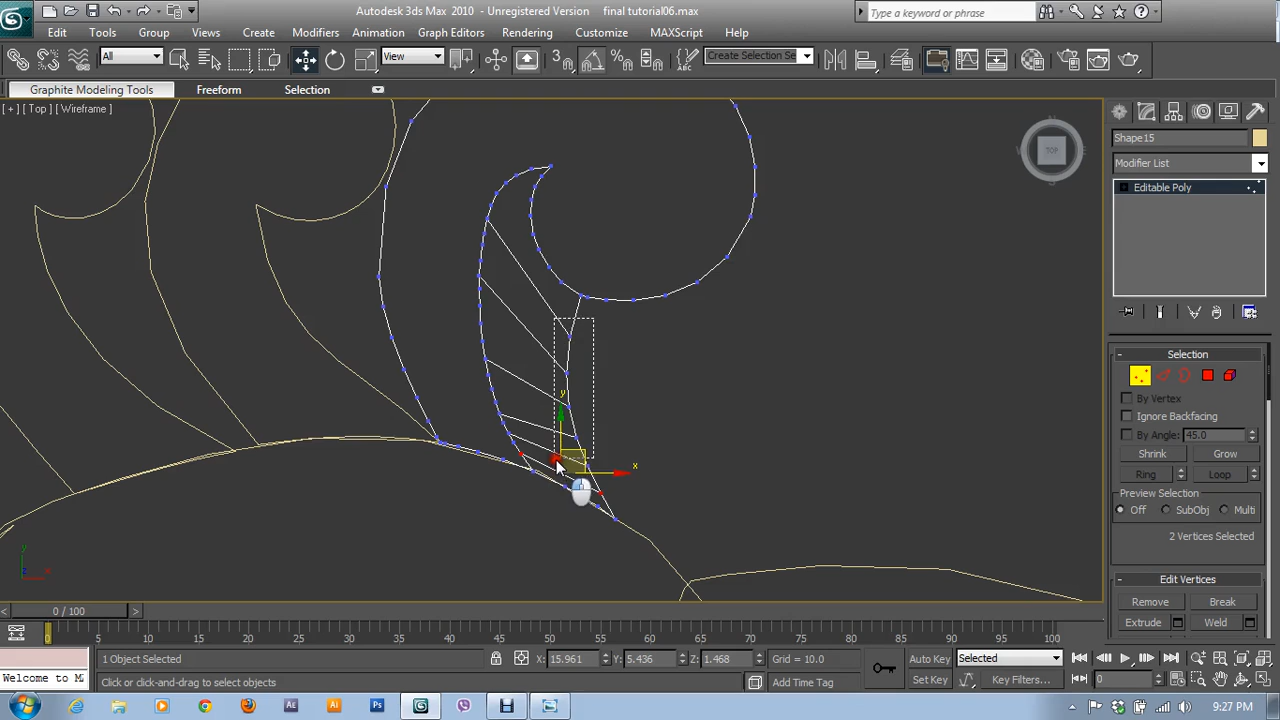 Autodesk 3ds Max 2010 - Unregistered Version final tutorial06.max
Type a keyword or phrase
Edit Tools Group Views Create Modifiers Animation Graph Editors Rendering Customize MAXScript Help
All
View
Create Selection Se
Graphite Modeling Tools Freeform Selection
[ + ] [ Top ] [ Wireframe ]
TOP
Shape15
Modifier List
Editable Poly
Selection
By Vertex
Ignore Backfacing
By Angle: 45.0
Shrink Grow
Ring Loop
Preview Selection
Off SubObj Multi
2 Vertices Selected
Edit Vertices
Remove Break
Extrude Weld
y
x
y
0 / 100
0 5 10 15 20 25 30 35 40 45 50 55 60 65 70 75 80 85 90 95 100
1 Object Selected X: 15.961 Y: 5.436 Z: 1.468 Grid = 10.0 Auto Key Selected
Welcome to M
Click or click-and-drag to select objects Add Time Tag Set Key Key Filters... 0
Ae Ai Ps
9:27 PM